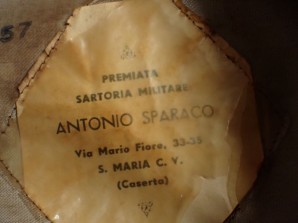 57
PREMIATA
SARTORIA MILITARE
ANTONIO SPARACO
Via Mario Fiore, 33-35
S. MARIA C. V.
(Caserta)